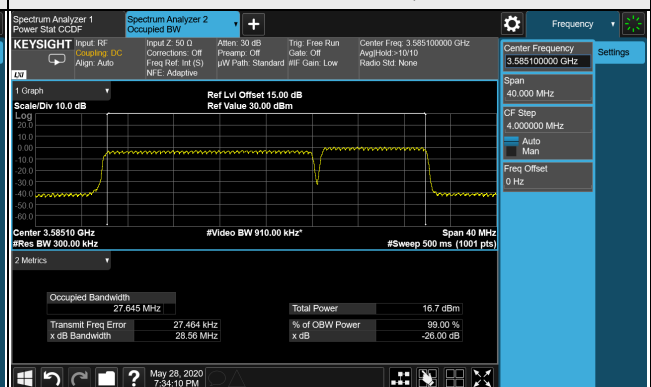 Spectrum Analyzer 1
Power Stat CCDF
Spectrum Analyzer 2
Occupied BW
+
Frequency
KEYSIGHT
LXI
Input: RF
Coupling: DC
Align: Auto
Input Z: 50 Ω
Corrections: Off
Freq Ref: Int (S)
NFE: Adaptive
Atten: 30 dB
Preamp: Off
µW Path: Standard
Trig: Free Run
Gate: Off
#IF Gain: Low
Center Freq: 3.585100000 GHz
Avg|Hold:>10/10
Radio Std: None
Center Frequency
3.585100000 GHz
Settings
Span
40.000 MHz
CF Step
4.000000 MHz
Auto
Man
Freq Offset
0 Hz
1 Graph
Scale/Div 10.0 dB
Ref Lvl Offset 15.00 dB
Ref Value 30.00 dBm
Log
20.0
10.0
0.00
-10.0
-20.0
-30.0
-40.0
-50.0
-60.0
Center 3.58510 GHz
#Res BW 300.00 kHz
#Video BW 910.00 kHz*
Span 40 MHz
#Sweep 500 ms (1001 pts)
2 Metrics
Occupied Bandwidth
27.645 MHz
Total Power 16.7 dBm
Transmit Freq Error 27.464 kHz
% of OBW Power 99.00 %
x dB Bandwidth 28.56 MHz
x dB -26.00 dB
?
May 28, 2020
7:34:10 PM